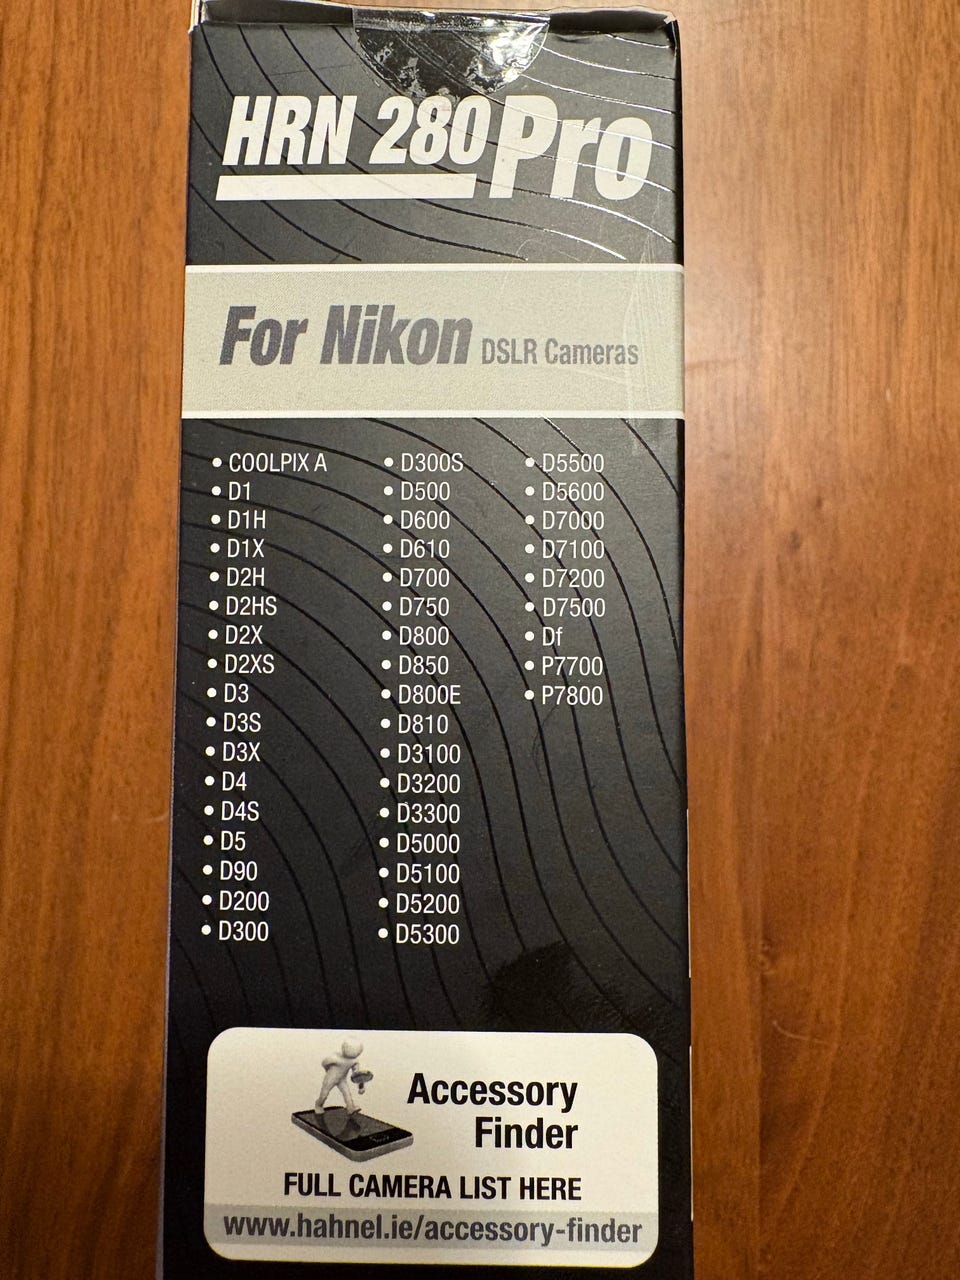 HRN 280 Pro
For Nikon DSLR Cameras
• COOLPIX A
• D1
• D1H
• D1X
• D2H
• D2HS
• D2X
• D2XS
• D3
• D3S
• D3X
• D4
• D4S
• D5
• D90
• D200
• D300
• D300S
• D500
• D600
• D610
• D700
• D750
• D800
• D850
• D800E
• D810
• D3100
• D3200
• D3300
• D5000
• D5100
• D5200
• D5300
• D5500
• D5600
• D7000
• D7100
• D7200
• D7500
• Df
• P7700
• P7800
Accessory
Finder
FULL CAMERA LIST HERE
www.hahnel.ie/accessory-finder